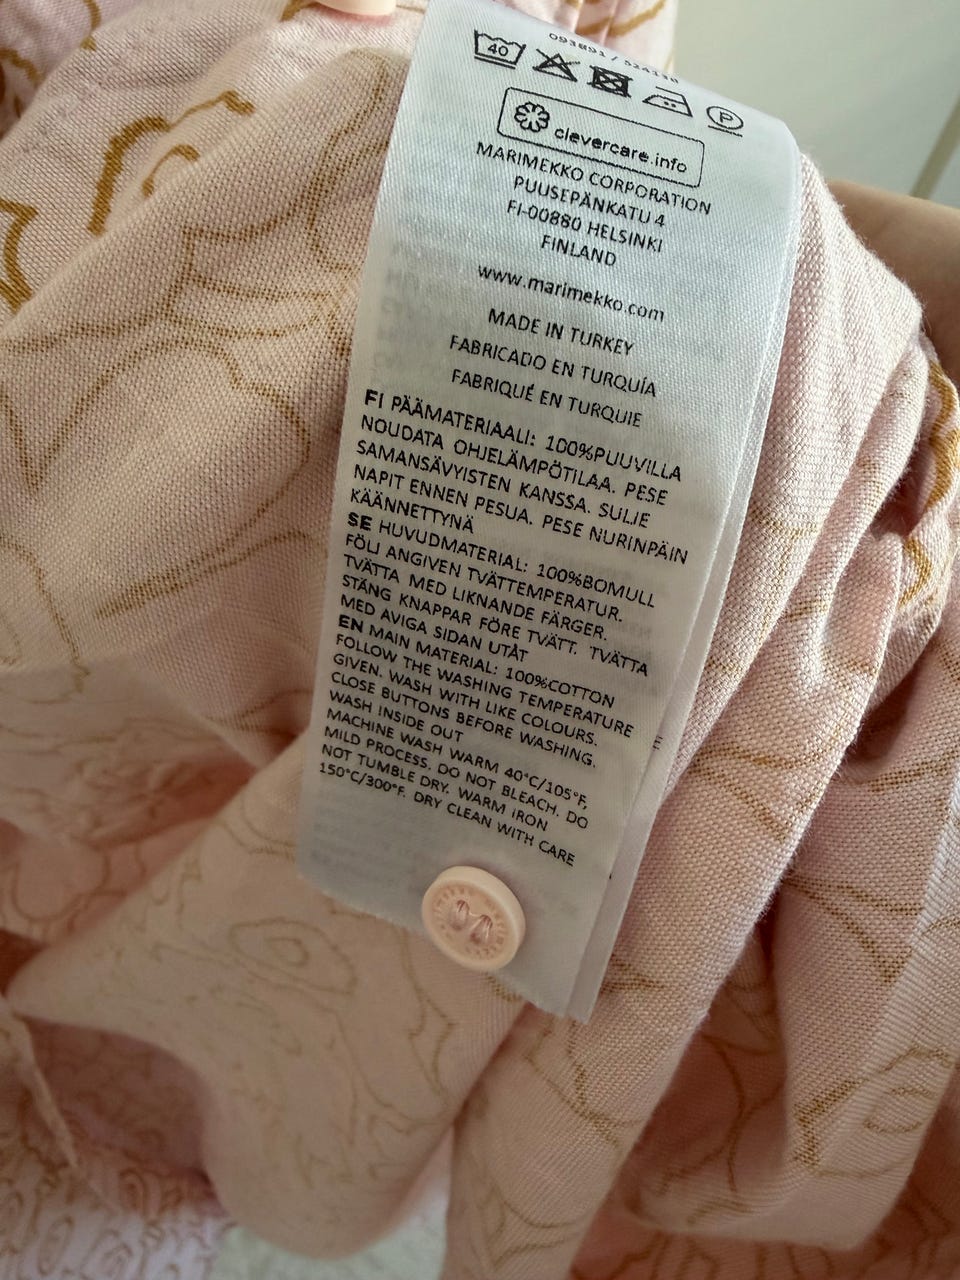 40
P
clevercare.info
MARIMEKKO CORPORATION
PUUSEPÄNKATU 4
FI-00880 HELSINKI
FINLAND
www.marimekko.com
MADE IN TURKEY
FABRICADO EN TURQUÍA
FABRIQUÉ EN TURQUIE
FI PÄÄMATERIAALI: 100%PUUVILLA
NOUDATA OHJELÄMPÖTILAA. PESE
SAMANSÄVYISTEN KANSSA. SULJE
NAPIT ENNEN PESUA. PESE NURINPÄIN
KÄÄNNETTYNÄ
SE HUVUDMATERIAL: 100%BOMULL
FÖLJ ANGIVEN TVÄTTEMPERATUR.
TVÄTTA MED LIKNANDE FÄRGER.
STÄNG KNAPPAR FÖRE TVÄTT. TVÄTTA
MED AVIGA SIDAN UTÅT
EN MAIN MATERIAL: 100%COTTON
FOLLOW THE WASHING TEMPERATURE
GIVEN. WASH WITH LIKE COLOURS.
CLOSE BUTTONS BEFORE WASHING.
WASH INSIDE OUT
MACHINE WASH WARM 40°C/105°F,
MILD PROCESS. DO NOT BLEACH. DO
NOT TUMBLE DRY. WARM IRON
150°C/300°F. DRY CLEAN WITH CARE